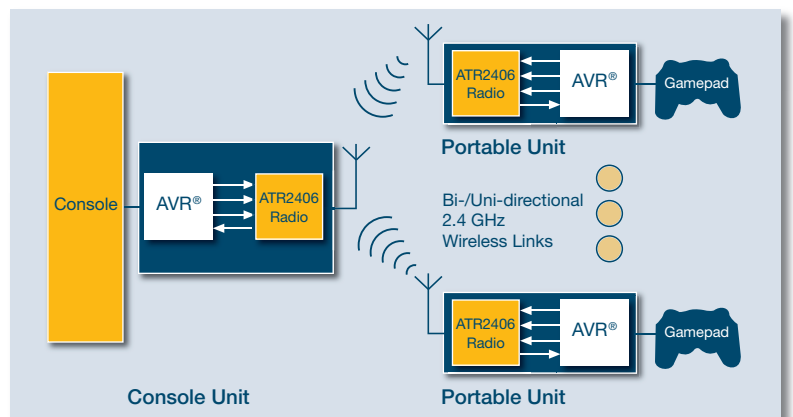 ATR2406
Radio
AVR®
Gamepad
Portable Unit
Console
AVR®
ATR2406
Radio
Bi-/Uni-directional
2.4 GHz
Wireless Links
ATR2406
Radio
AVR®
Gamepad
Console Unit
Portable Unit